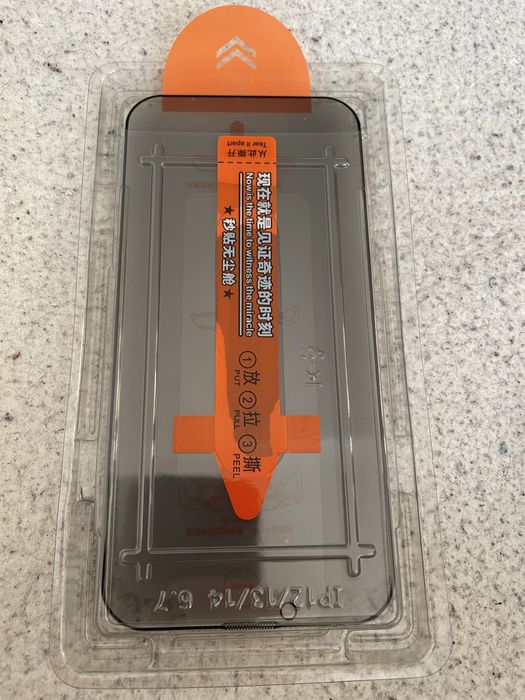 从此撕开
Tear it apart
现在就是见证奇迹的时刻
Now is the time to witness the miracle
★秒贴无尘舱★
① 放 ② 拉 ③ 撕
PUT PULL PEEL
IP12/13/14 6.7